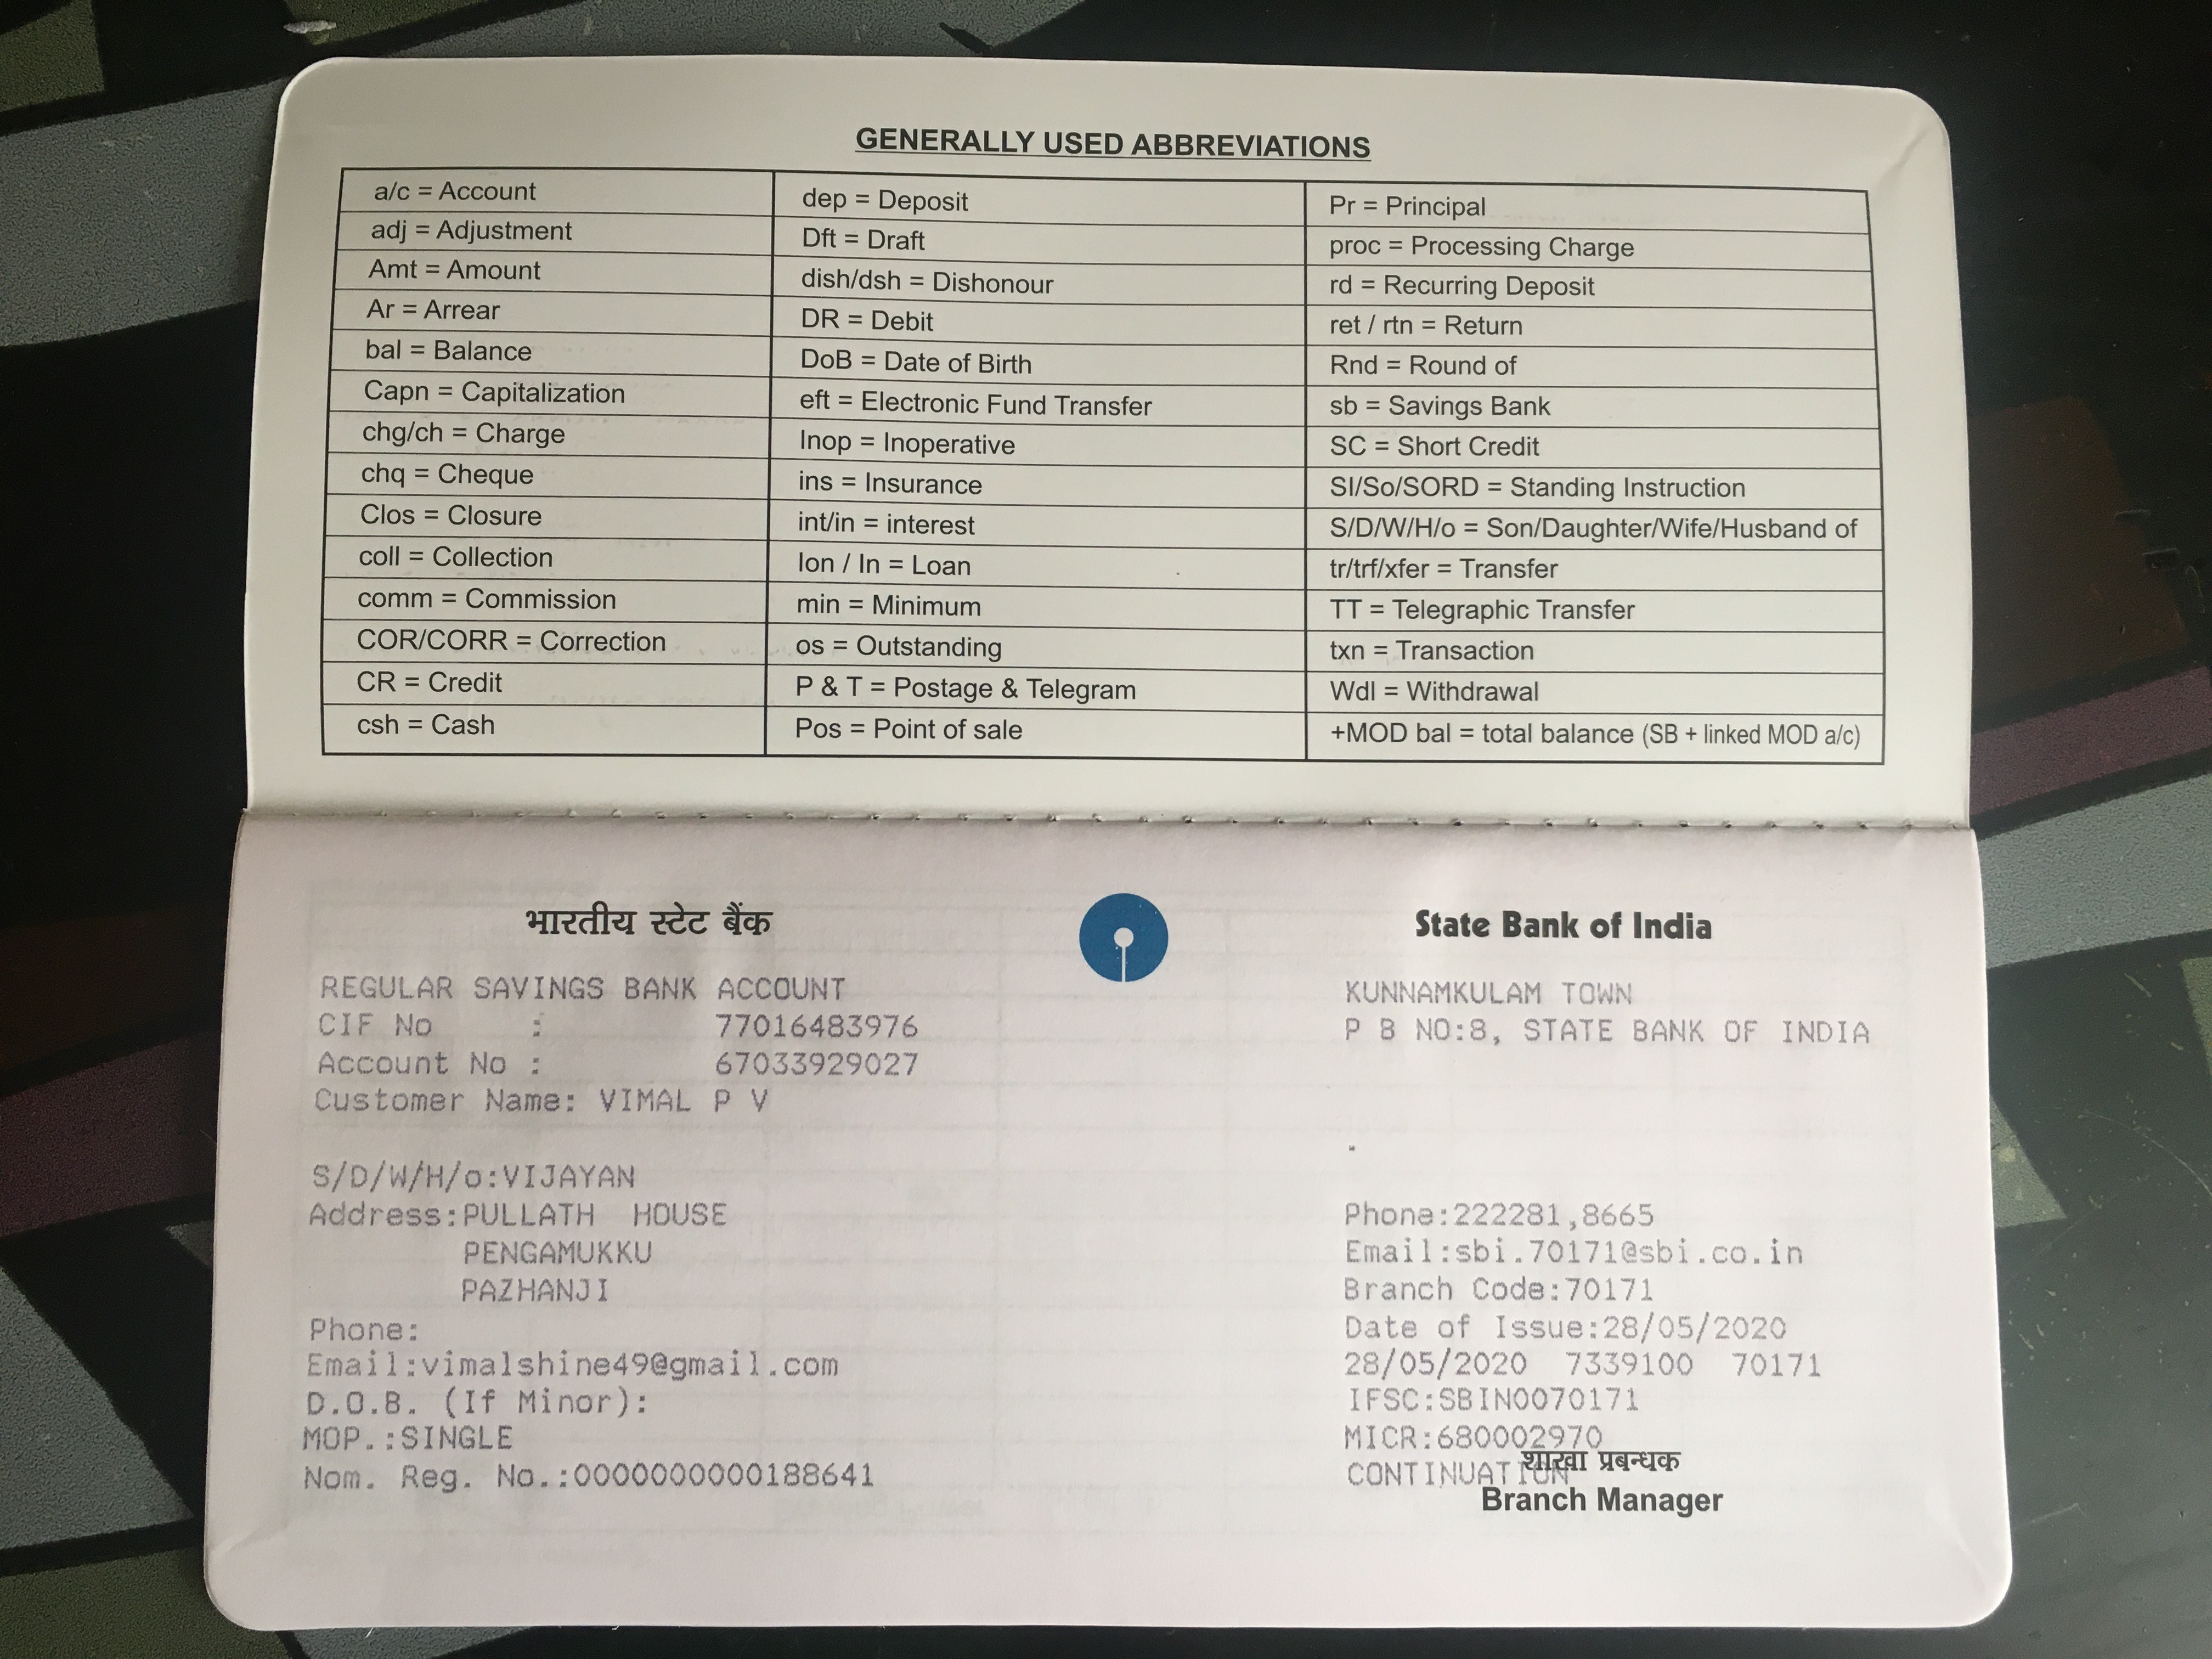 GENERALLY USED ABBREVIATIONS
a/c = Account dep = Deposit Pr = Principal
adj = Adjustment Dft = Draft proc = Processing Charge
Amt = Amount dish/dsh = Dishonour rd = Recurring Deposit
Ar = Arrear DR = Debit ret / rtn = Return
bal = Balance DoB = Date of Birth Rnd = Round of
Capn = Capitalization eft = Electronic Fund Transfer sb = Savings Bank
chg/ch = Charge Inop = Inoperative SC = Short Credit
chq = Cheque ins = Insurance SI/So/SORD = Standing Instruction
Clos = Closure int/in = interest S/D/W/H/o = Son/Daughter/Wife/Husband of
coll = Collection lon / ln = Loan tr/trf/xfer = Transfer
comm = Commission min = Minimum TT = Telegraphic Transfer
COR/CORR = Correction os = Outstanding txn = Transaction
CR = Credit P & T = Postage & Telegram Wdl = Withdrawal
csh = Cash Pos = Point of sale +MOD bal = total balance (SB + linked MOD a/c)
भारतीय स्टेट बैंक State Bank of India
REGULAR SAVINGS BANK ACCOUNT KUNNAMKULAM TOWN
CIF No : 77016483976 P B NO:8, STATE BANK OF INDIA
Account No : 67033929027
Customer Name: VIMAL P V
S/D/W/H/o:VIJAYAN
Address:PULLATH HOUSE Phone:222281,8665
PENGAMUKKU Email:sbi.70171@sbi.co.in
PAZHANJI Branch Code:70171
Phone: Date of Issue:28/05/2020
Email:vimalshine49@gmail.com 28/05/2020 7339100 70171
D.O.B. (If Minor): IFSC:SBIN0070171
MOP.:SINGLE MICR:680002970
Nom. Reg. No.:0000000000188641 CONTINUATION
शाखा प्रबन्धक
Branch Manager